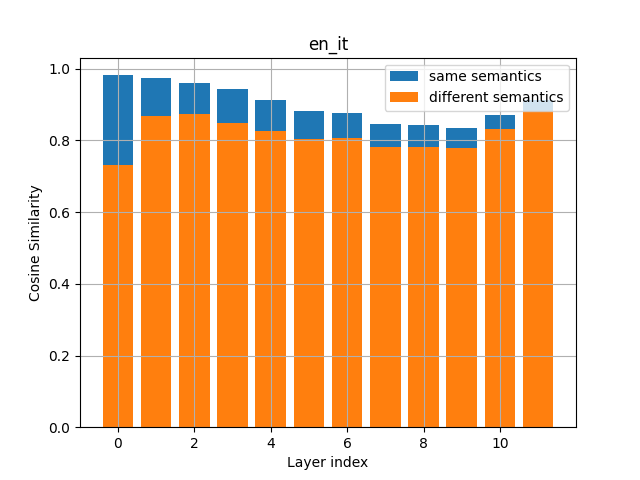 en_it
same semantics
different semantics
Cosine Similarity
1.0
0.8
0.6
0.4
0.2
0.0
0
2
4
6
8
10
Layer index